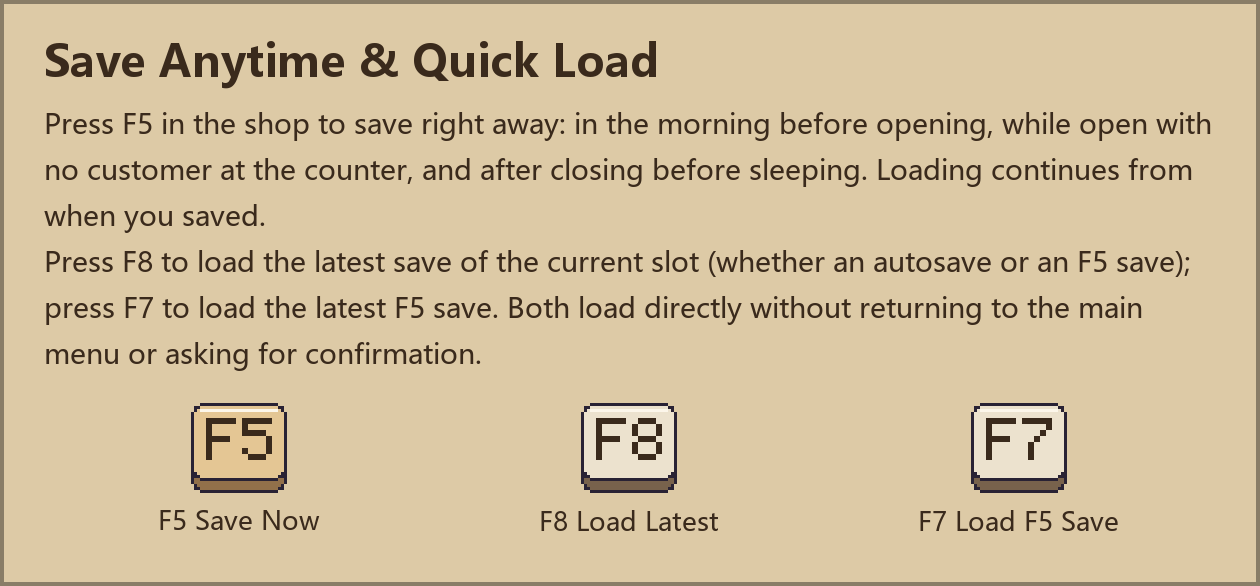 Save Anytime & Quick Load
Press F5 in the shop to save right away: in the morning before opening, while open with
no customer at the counter, and after closing before sleeping. Loading continues from
when you saved.
Press F8 to load the latest save of the current slot (whether an autosave or an F5 save);
press F7 to load the latest F5 save. Both load directly without returning to the main
menu or asking for confirmation.
F5 F8 F7
F5 Save Now F8 Load Latest F7 Load F5 Save